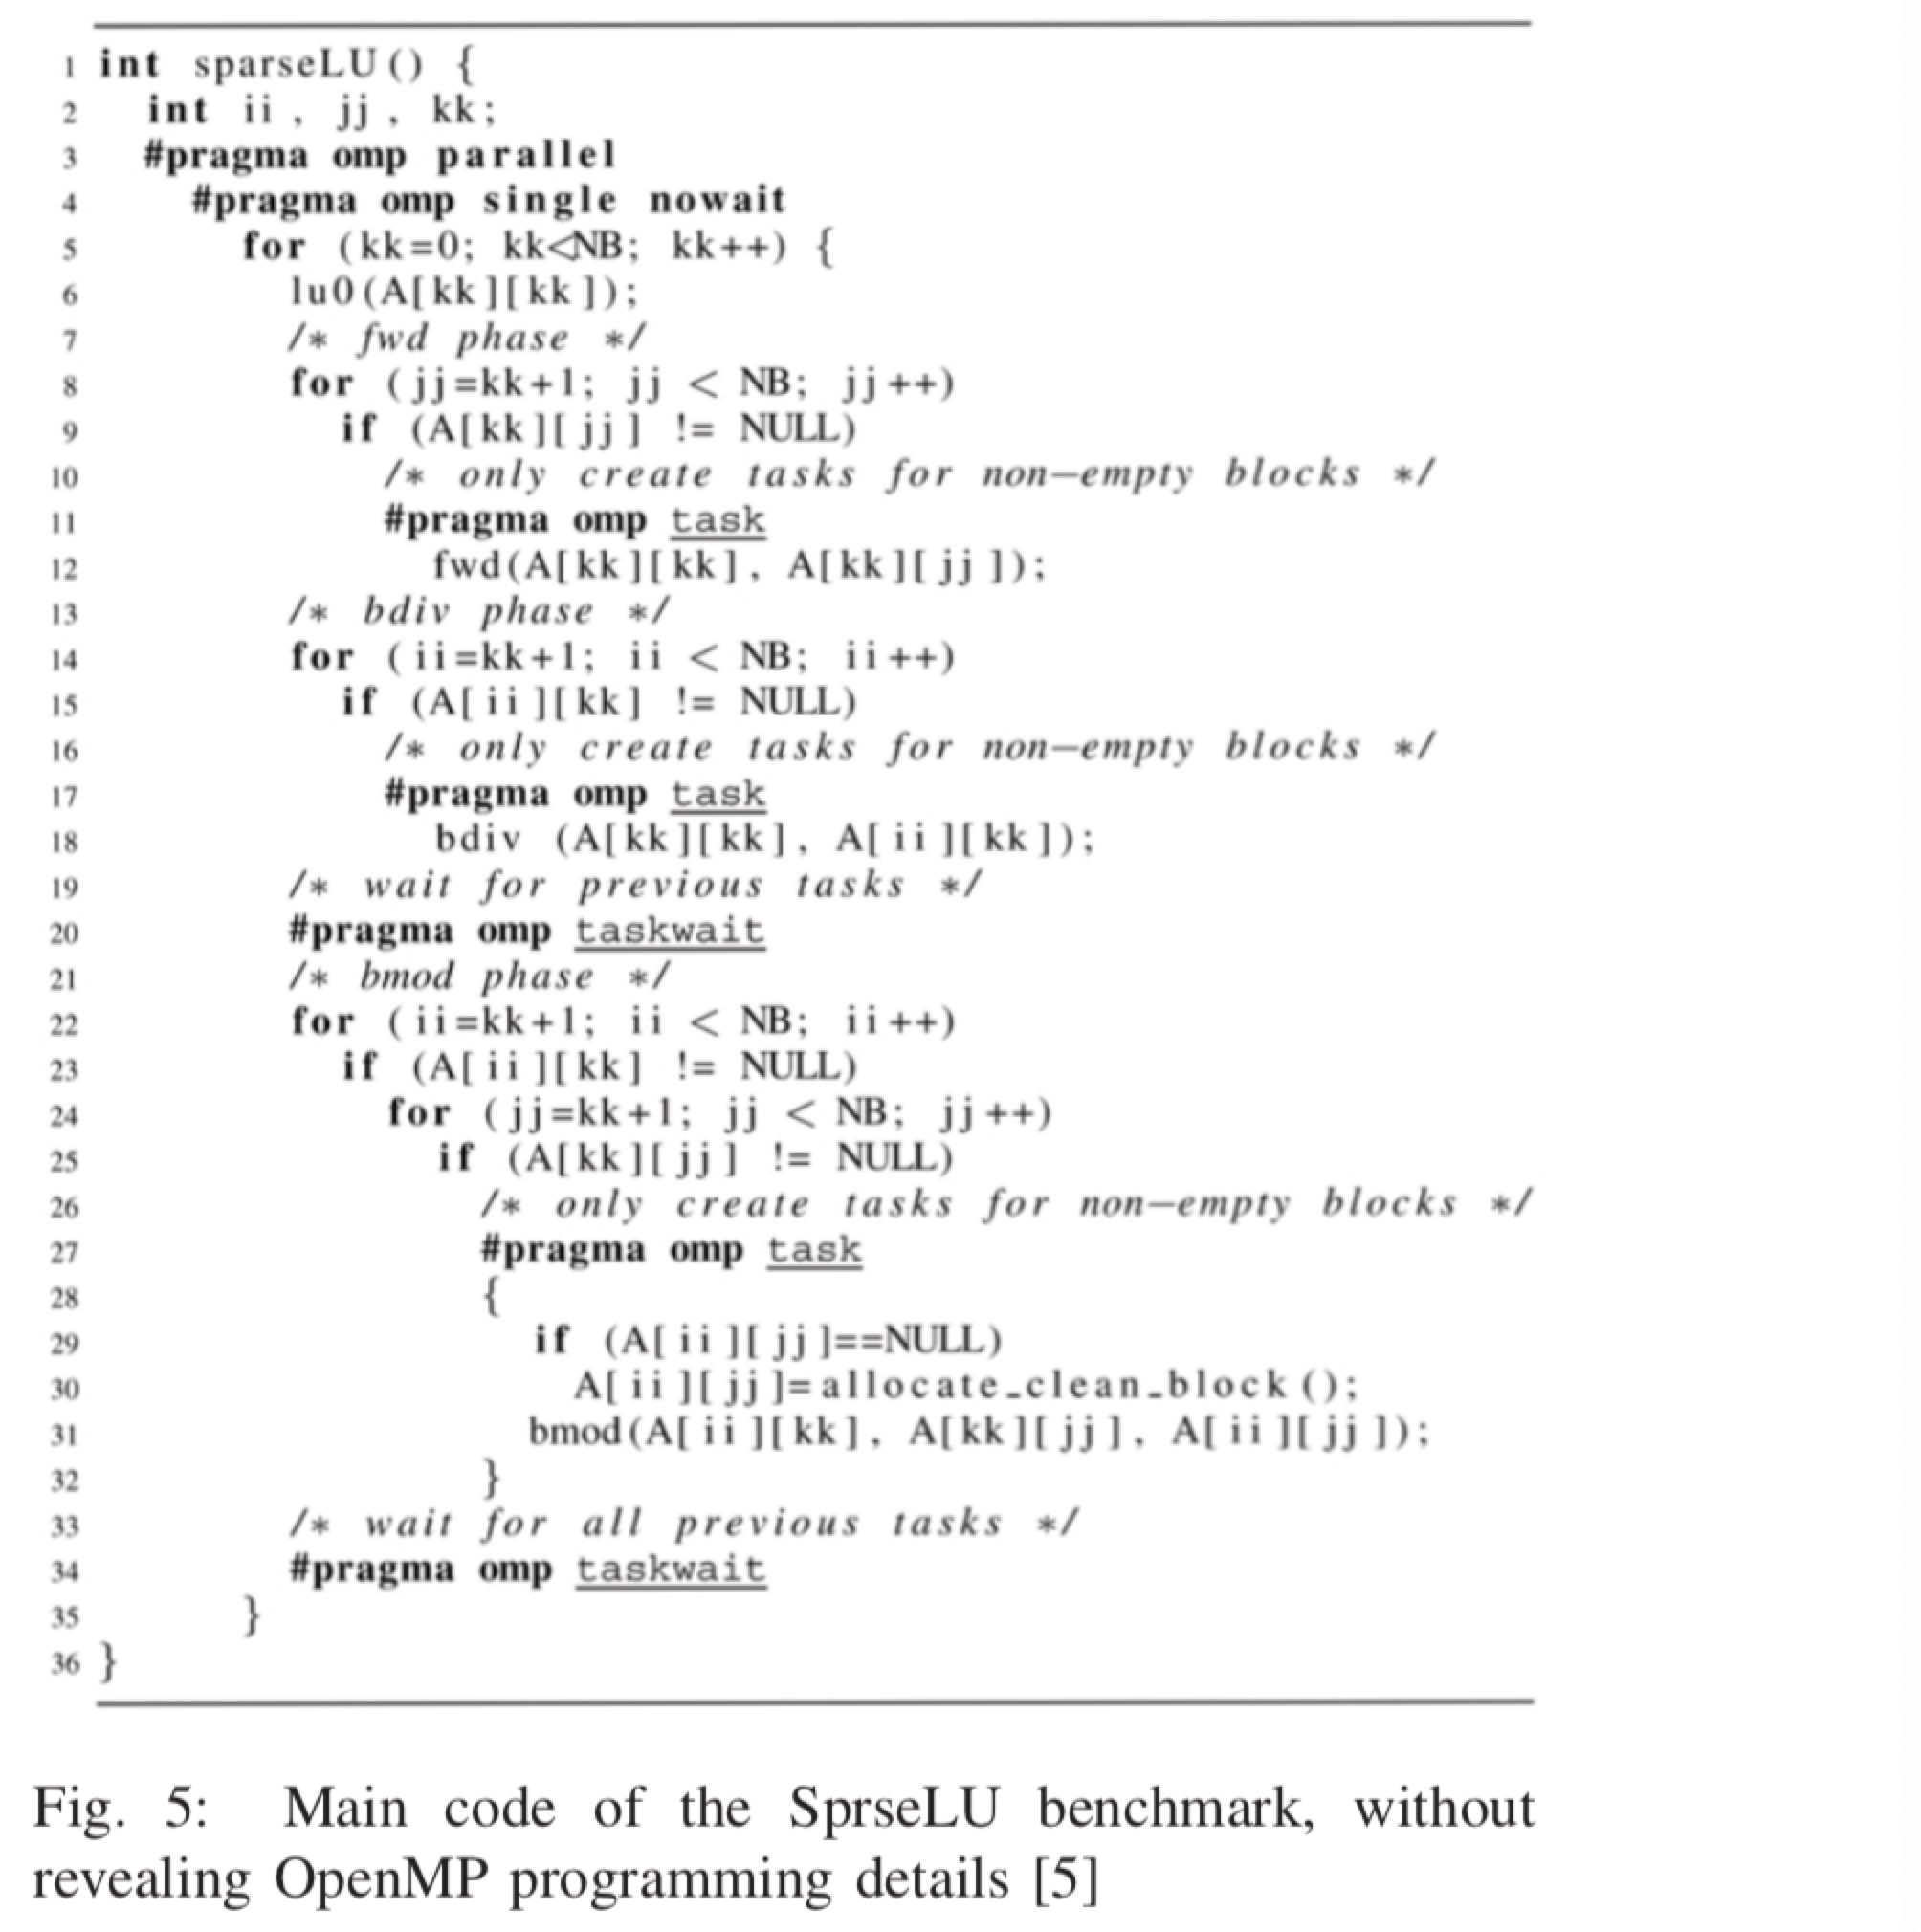 1 int sparseLU() {
2 int ii, jj, kk;
3 #pragma omp parallel
4 #pragma omp single nowait
5 for (kk=0; kk<NB; kk++) {
6 lu0(A[kk][kk]);
7 /* fwd phase */
8 for (jj=kk+1; jj < NB; jj++)
9 if (A[kk][jj] != NULL)
10 /* only create tasks for non-empty blocks */
11 #pragma omp task
12 fwd(A[kk][kk], A[kk][jj]);
13 /* bdiv phase */
14 for (ii=kk+1; ii < NB; ii++)
15 if (A[ii][kk] != NULL)
16 /* only create tasks for non-empty blocks */
17 #pragma omp task
18 bdiv (A[kk][kk], A[ii][kk]);
19 /* wait for previous tasks */
20 #pragma omp taskwait
21 /* bmod phase */
22 for (ii=kk+1; ii < NB; ii++)
23 if (A[ii][kk] != NULL)
24 for (jj=kk+1; jj < NB; jj++)
25 if (A[kk][jj] != NULL)
26 /* only create tasks for non-empty blocks */
27 #pragma omp task
28 {
29 if (A[ii][jj]==NULL)
30 A[ii][jj]=allocate_clean_block();
31 bmod(A[ii][kk], A[kk][jj], A[ii][jj]);
32 }
33 /* wait for all previous tasks */
34 #pragma omp taskwait
35 }
36 }
Fig. 5: Main code of the SprseLU benchmark, without
revealing OpenMP programming details [5]